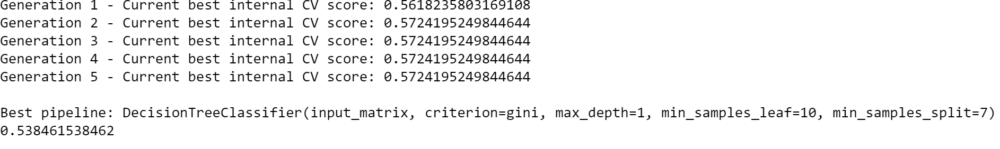 Generation 1 - Current best internal CV score: 0.5618235803169108
Generation 2 - Current best internal CV score: 0.5724195249844644
Generation 3 - Current best internal CV score: 0.5724195249844644
Generation 4 - Current best internal CV score: 0.5724195249844644
Generation 5 - Current best internal CV score: 0.5724195249844644
Best pipeline: DecisionTreeClassifier(input_matrix, criterion=gini, max_depth=1, min_samples_leaf=10, min_samples_split=7)
0.538461538462